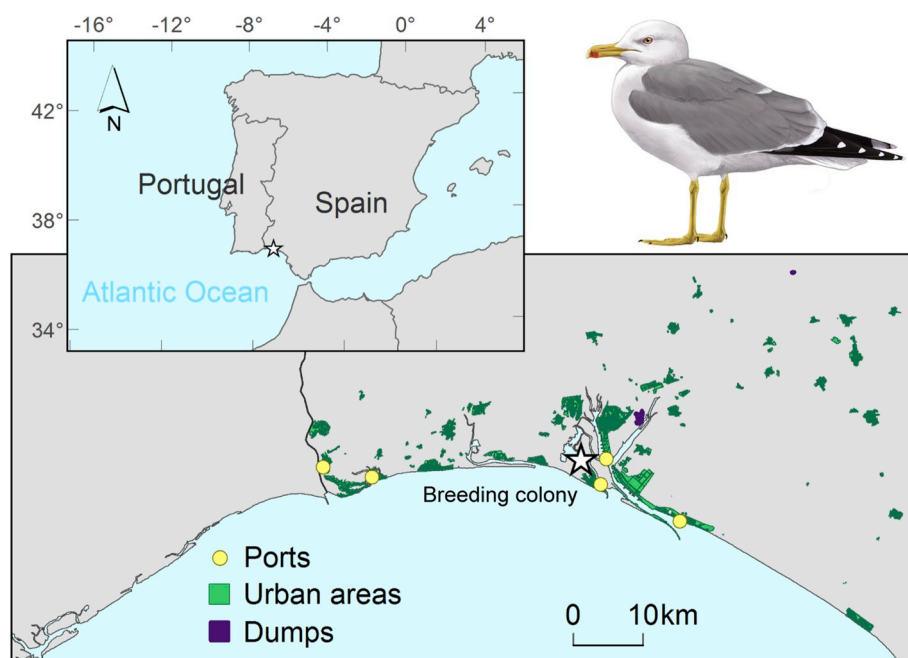 -16° -12° -8° -4° 0° 4°
42°
N
Portugal
Spain
38°
Atlantic Ocean
34°
Breeding colony
Ports
Urban areas
Dumps
0 10km